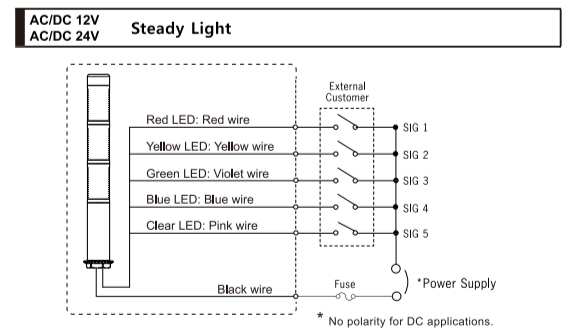 AC/DC 12V
AC/DC 24V
Steady Light
External
Customer
Red LED: Red wire
SIG 1
Yellow LED: Yellow wire
SIG 2
Green LED: Violet wire
SIG 3
Blue LED: Blue wire
SIG 4
Clear LED: Pink wire
SIG 5
Black wire
Fuse
*Power Supply
* No polarity for DC applications.